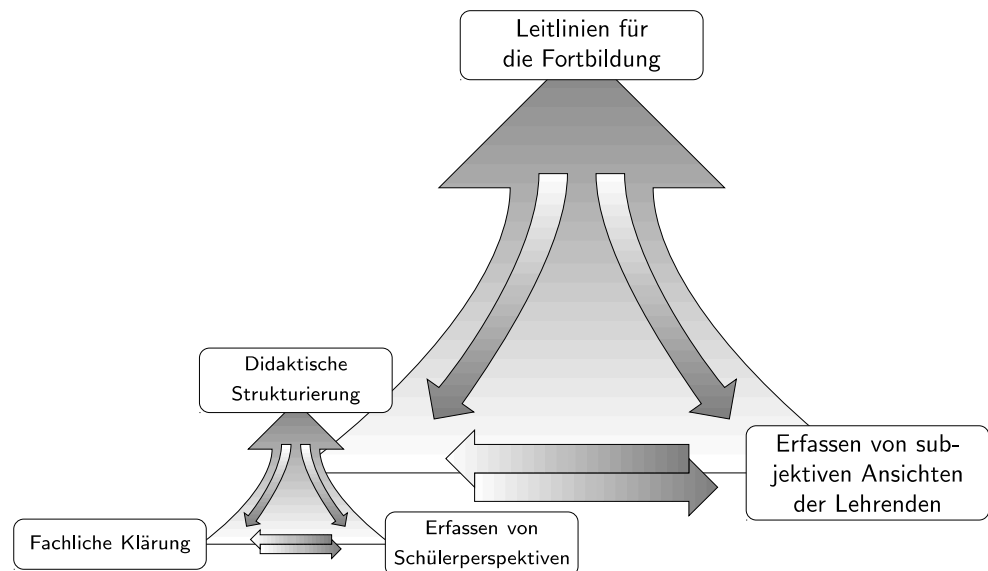 Leitlinien für
die Fortbildung
Didaktische
Strukturierung
Erfassen von sub-
jektiven Ansichten
der Lehrenden
Fachliche Klärung
Erfassen von
Schülerperspektiven